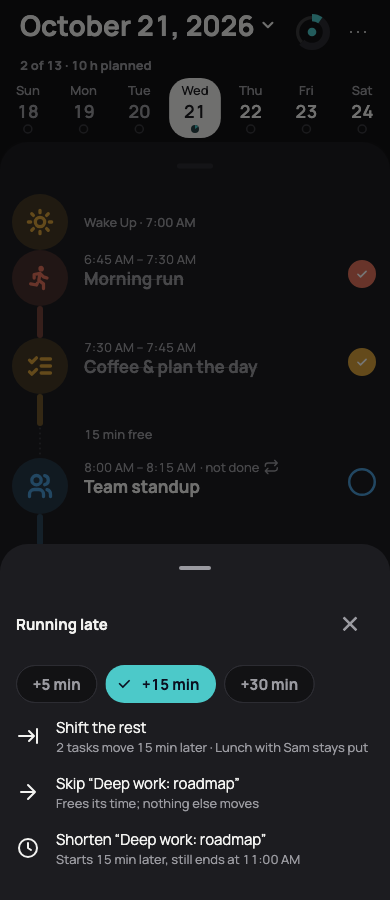 October 21, 2026
2 of 13 · 10 h planned
Sun Mon Tue Wed Thu Fri Sat
18 19 20 21 22 23 24
Wake Up · 7:00 AM
6:45 AM – 7:30 AM
Morning run
7:30 AM – 7:45 AM
Coffee & plan the day
15 min free
8:00 AM – 8:15 AM · not done
Team standup
Running late
+5 min +15 min +30 min
Shift the rest
2 tasks move 15 min later · Lunch with Sam stays put
Skip “Deep work: roadmap”
Frees its time; nothing else moves
Shorten “Deep work: roadmap”
Starts 15 min later, still ends at 11:00 AM